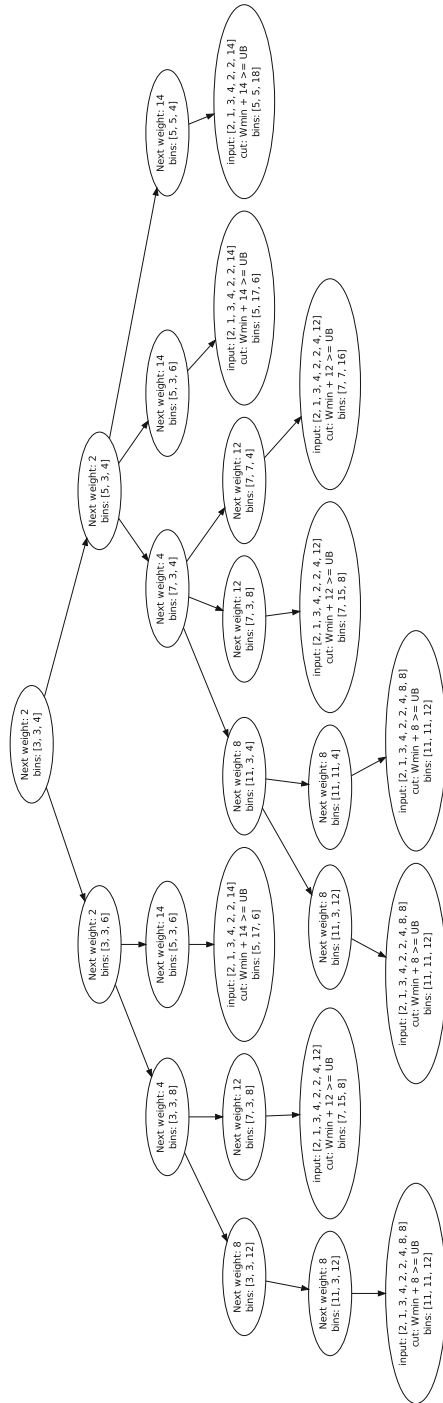 Next weight: 2
bins: [3, 3, 4]
Next weight: 2
bins: [3, 3, 6]
Next weight: 2
bins: [5, 3, 4]
Next weight: 4
bins: [3, 3, 8]
Next weight: 14
bins: [5, 3, 6]
Next weight: 4
bins: [7, 3, 4]
Next weight: 14
bins: [5, 3, 6]
Next weight: 14
bins: [5, 5, 4]
Next weight: 8
bins: [3, 3, 12]
Next weight: 12
bins: [7, 3, 8]
input: [2, 1, 3, 4, 2, 2, 14]
cut: Wmin + 14 >= UB
bins: [5, 17, 6]
Next weight: 8
bins: [11, 3, 4]
Next weight: 12
bins: [7, 3, 8]
Next weight: 12
bins: [7, 7, 4]
input: [2, 1, 3, 4, 2, 2, 14]
cut: Wmin + 14 >= UB
bins: [5, 17, 6]
input: [2, 1, 3, 4, 2, 2, 14]
cut: Wmin + 14 >= UB
bins: [5, 5, 18]
Next weight: 8
bins: [11, 3, 12]
input: [2, 1, 3, 4, 2, 2, 4, 12]
cut: Wmin + 12 >= UB
bins: [7, 15, 8]
Next weight: 8
bins: [11, 3, 12]
Next weight: 8
bins: [11, 11, 4]
input: [2, 1, 3, 4, 2, 2, 4, 12]
cut: Wmin + 12 >= UB
bins: [7, 15, 8]
input: [2, 1, 3, 4, 2, 2, 4, 12]
cut: Wmin + 12 >= UB
bins: [7, 7, 16]
input: [2, 1, 3, 4, 2, 2, 4, 8, 8]
cut: Wmin + 8 >= UB
bins: [11, 11, 12]
input: [2, 1, 3, 4, 2, 2, 4, 8, 8]
cut: Wmin + 8 >= UB
bins: [11, 11, 12]
input: [2, 1, 3, 4, 2, 2, 4, 8, 8]
cut: Wmin + 8 >= UB
bins: [11, 11, 12]